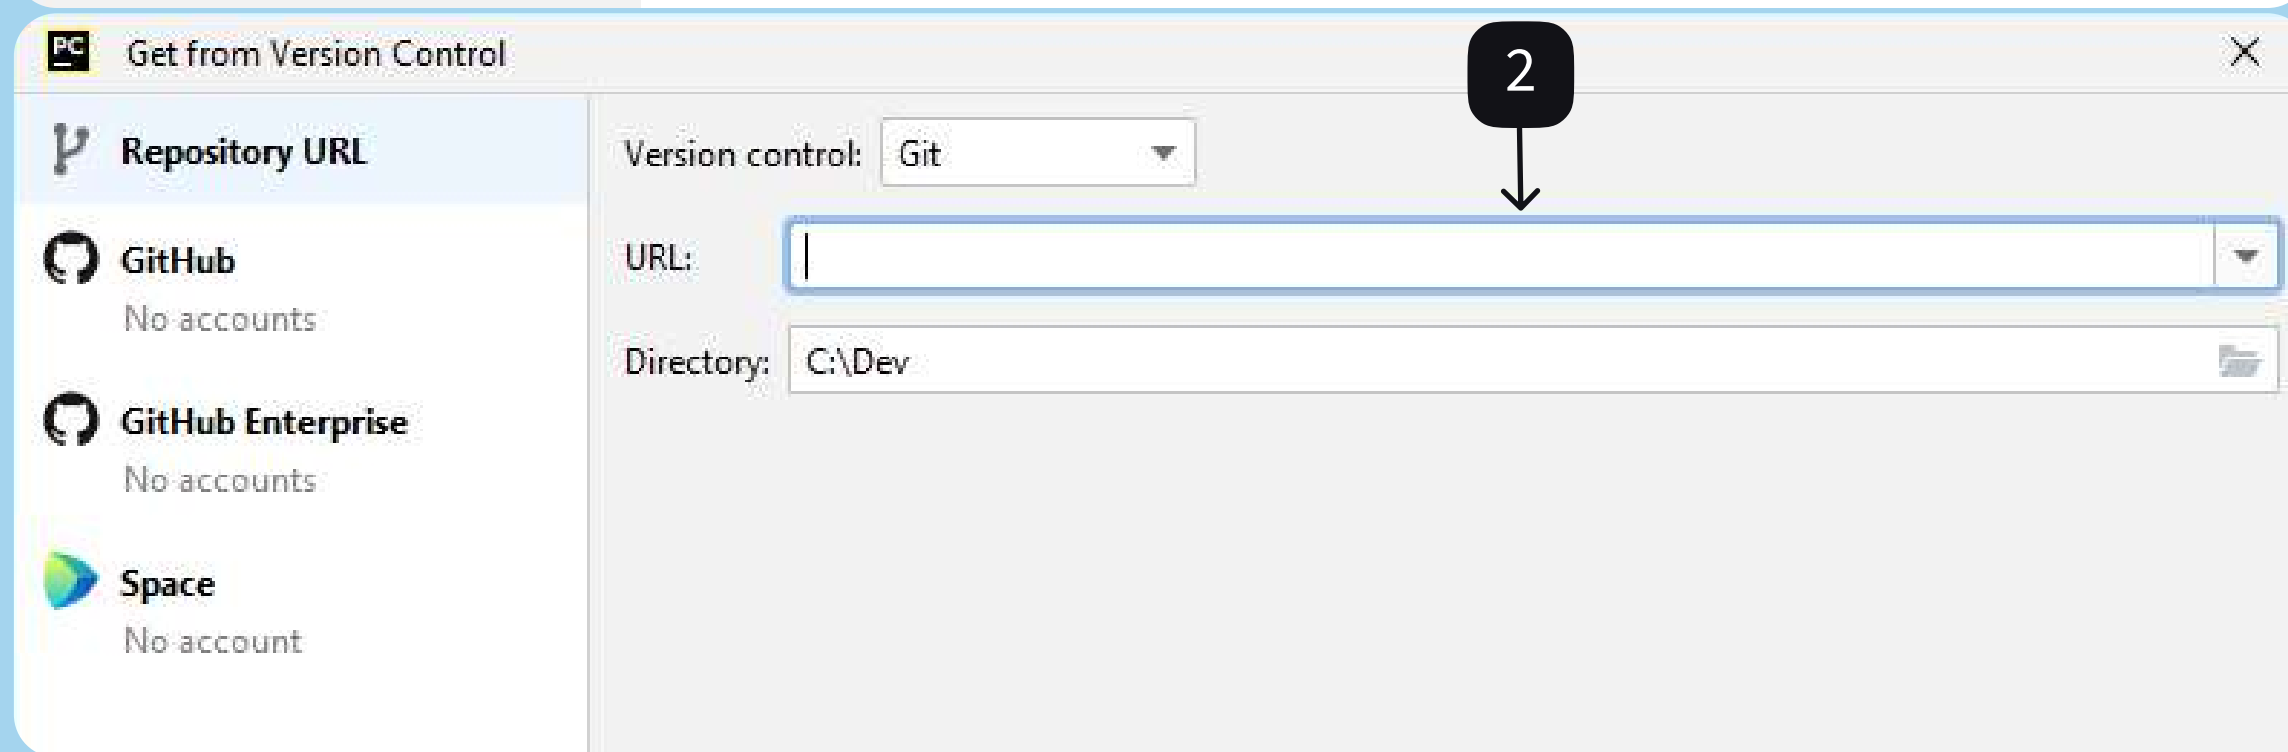 PC Get from Version Control
2
Repository URL
Version control: Git
GitHub
URL:
No accounts
Directory: C:\Dev
GitHub Enterprise
No accounts
Space
No account